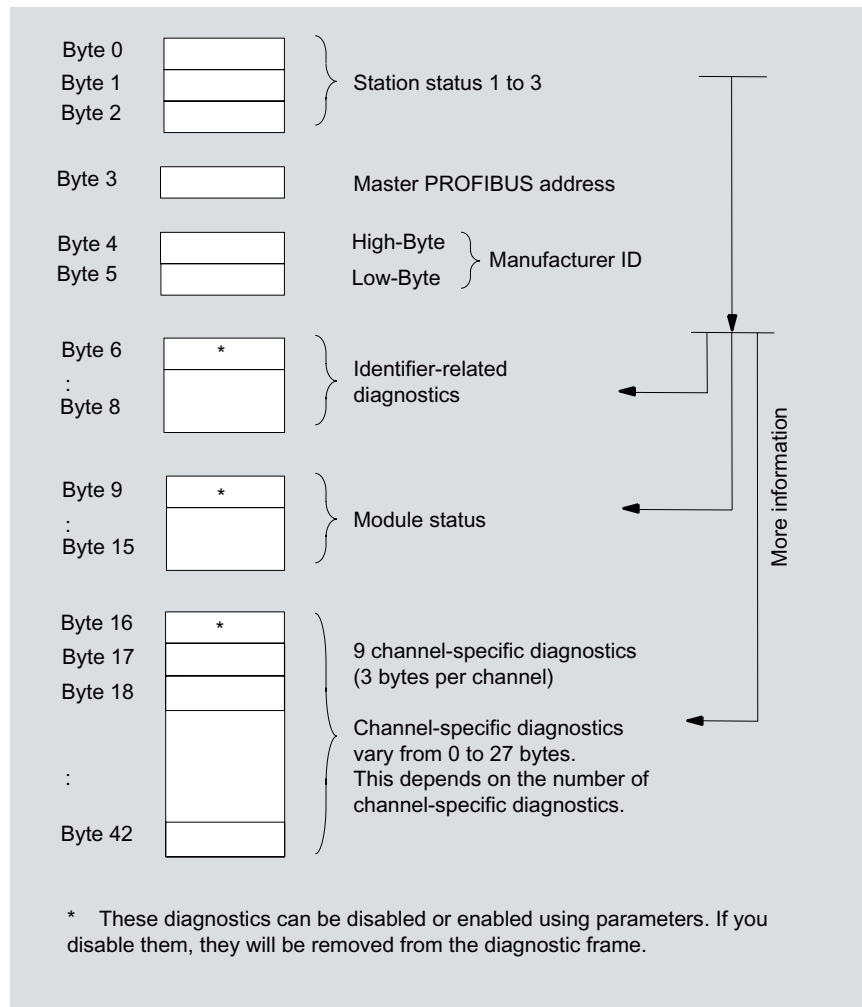 Byte 0
Byte 1
Byte 2
Station status 1 to 3
Byte 3
Master PROFIBUS address
Byte 4
Byte 5
High-Byte
Low-Byte
Manufacturer ID
Byte 6
*
:
Byte 8
Identifier-related
diagnostics
Byte 9
*
:
Byte 15
Module status
More information
Byte 16
*
Byte 17
Byte 18
:
Byte 42
9 channel-specific diagnostics
(3 bytes per channel)
Channel-specific diagnostics
vary from 0 to 27 bytes.
This depends on the number of
channel-specific diagnostics.
* These diagnostics can be disabled or enabled using parameters. If you
disable them, they will be removed from the diagnostic frame.